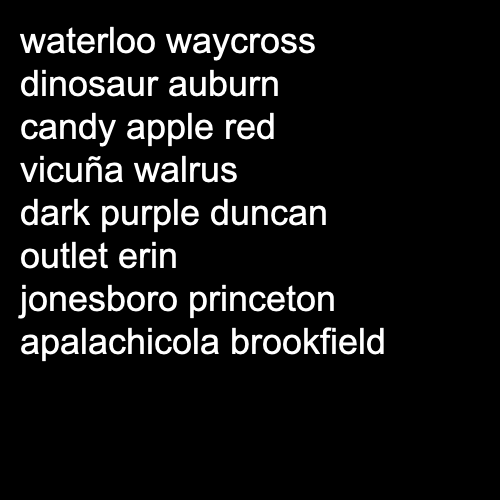 waterloo waycross
dinosaur auburn
candy apple red
vicuña walrus
dark purple duncan
outlet erin
jonesboro princeton
apalachicola brookfield